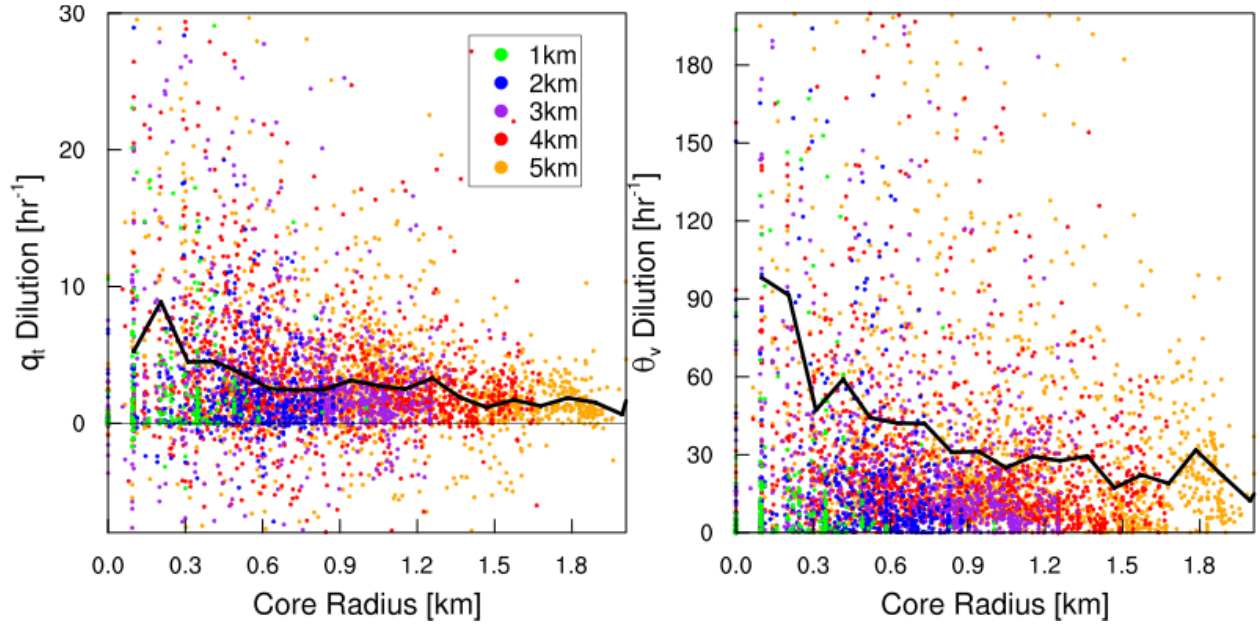 30
20
10
0
qt Dilution [hr⁻¹]
0.0 0.3 0.6 0.9 1.2 1.5 1.8
Core Radius [km]
1km
2km
3km
4km
5km
180
150
120
90
60
30
0
θv Dilution [hr⁻¹]
0.0 0.3 0.6 0.9 1.2 1.5 1.8
Core Radius [km]